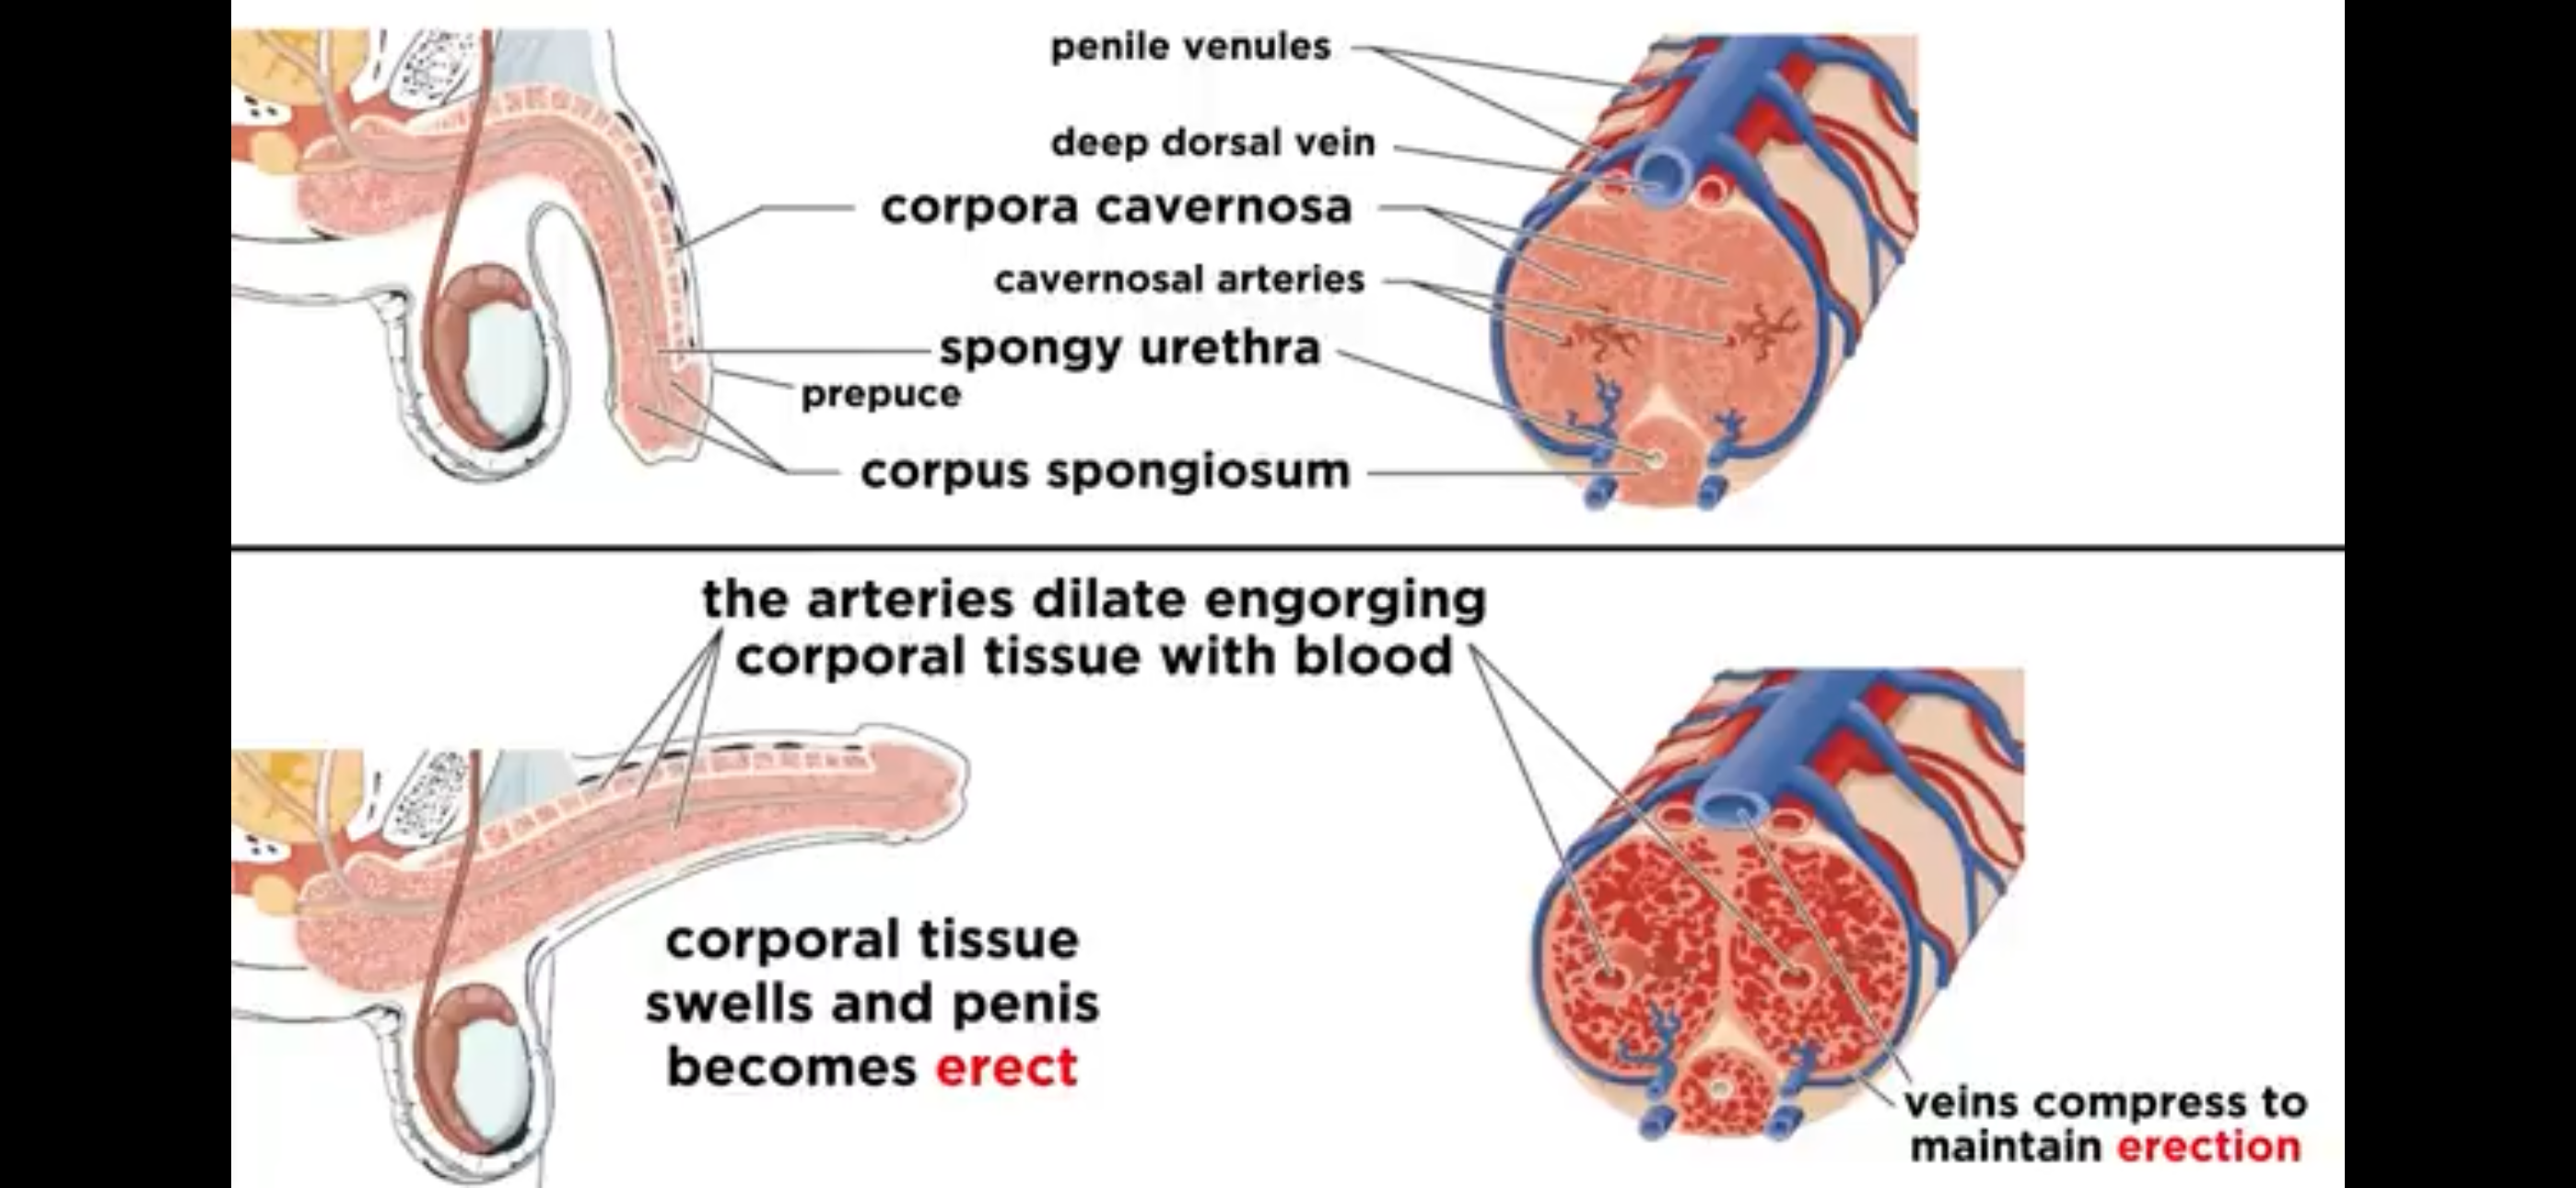 penile venules
deep dorsal vein
corpora cavernosa
cavernosal arteries
spongy urethra
prepuce
corpus spongiosum
the arteries dilate engorging
corporal tissue with blood
corporal tissue
swells and penis
becomes erect
veins compress to
maintain erection